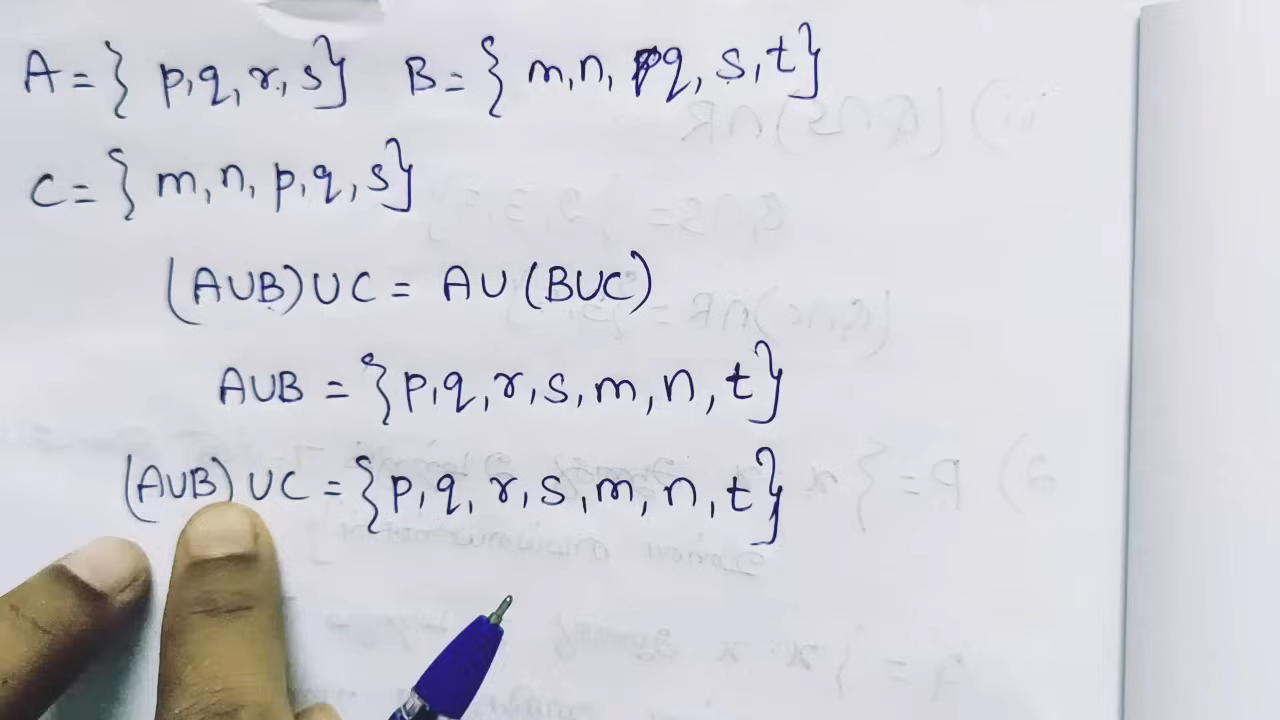 A = { p, q, r, s} B = { m, n, q, s, t}
C = { m, n, p, q, s}
(A∪B)∪C = A∪(B∪C)
A∪B = {p, q, r, s, m, n, t}
(A∪B)∪C = {p, q, r, s, m, n, t}